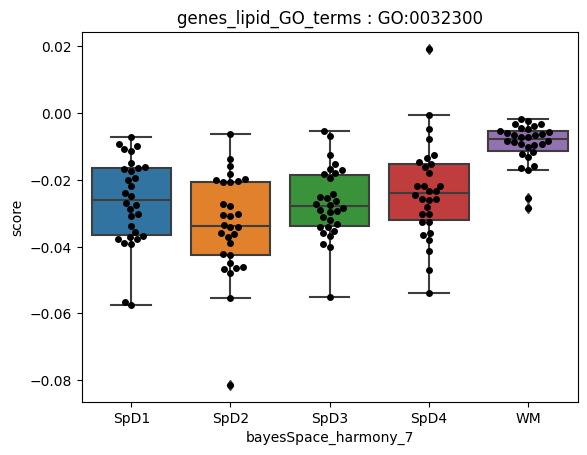 genes_lipid_GO_terms : GO:0032300
0.02
0.00
−0.02
−0.04
−0.06
−0.08
score
SpD1 SpD2 SpD3 SpD4 WM
bayesSpace_harmony_7